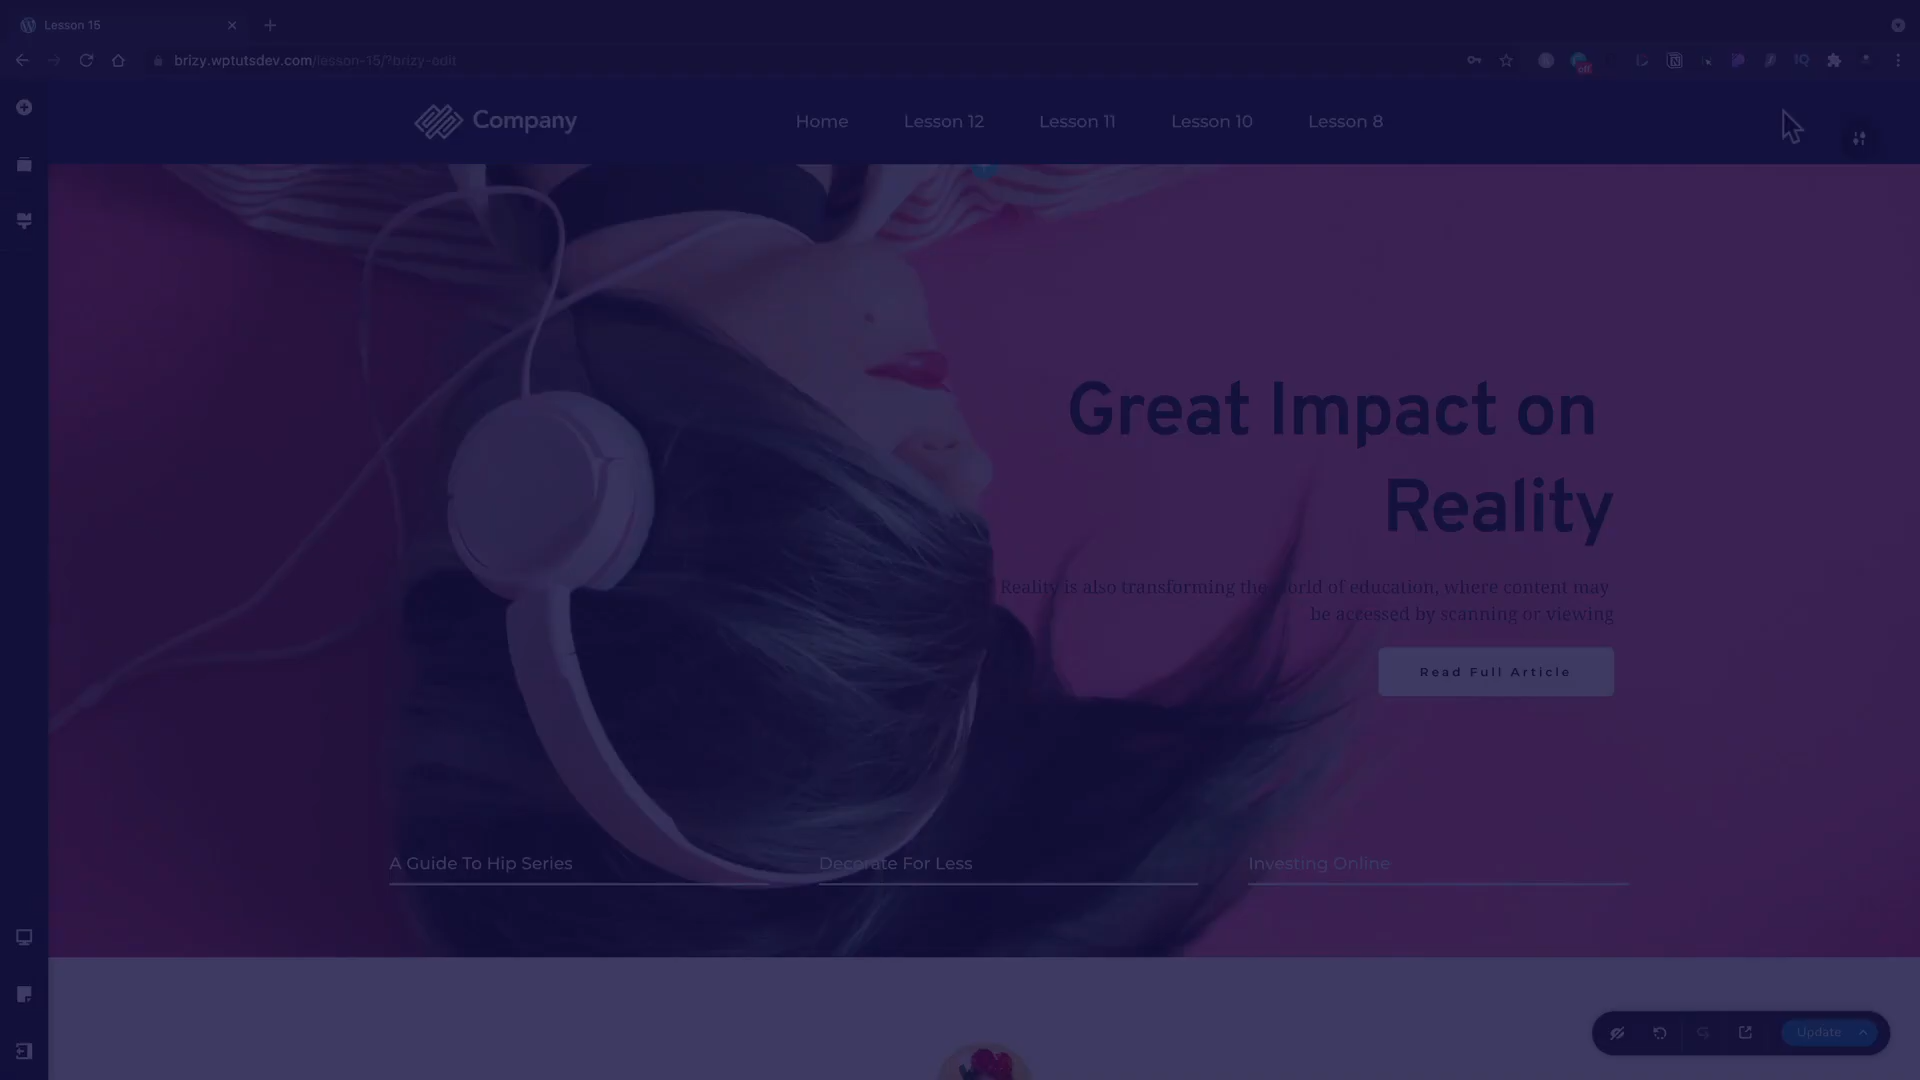 Lesson 15
brizy.wptutsdev.com/lesson-15/?brizy-edit
off
IQ
Company
Home
Lesson 12
Lesson 11
Lesson 10
Lesson 8
Great Impact on
Reality
Reality is also transforming the world of education, where content may
be accessed by scanning or viewing
Read Full Article
A Guide To Hip Series
Decorate For Less
Investing Online
Update